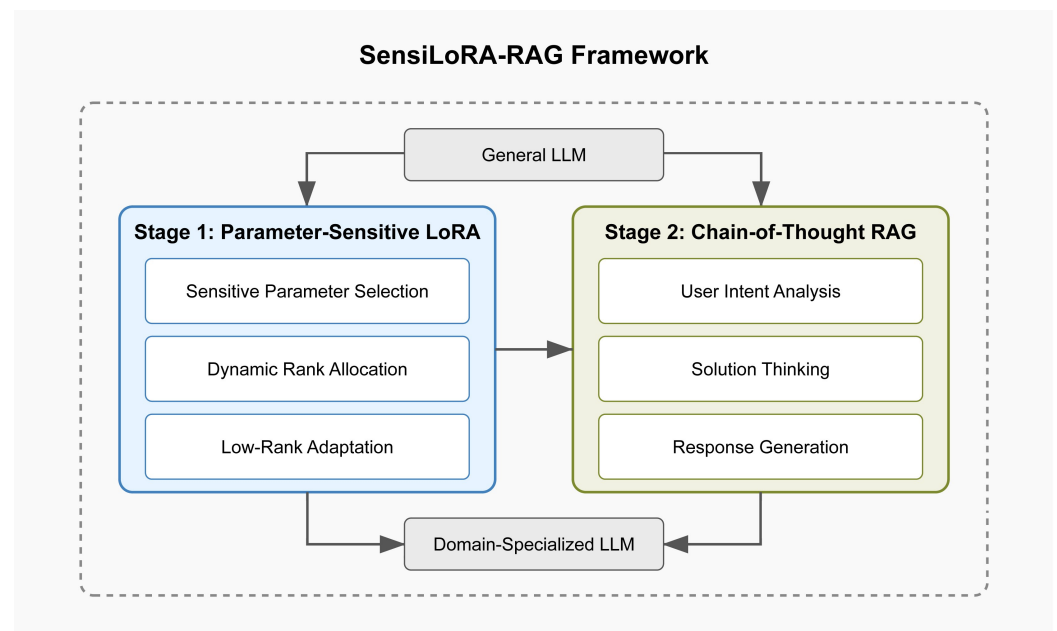 SensiLoRA-RAG Framework
General LLM
Stage 1: Parameter-Sensitive LoRA
Sensitive Parameter Selection
Dynamic Rank Allocation
Low-Rank Adaptation
Stage 2: Chain-of-Thought RAG
User Intent Analysis
Solution Thinking
Response Generation
Domain-Specialized LLM